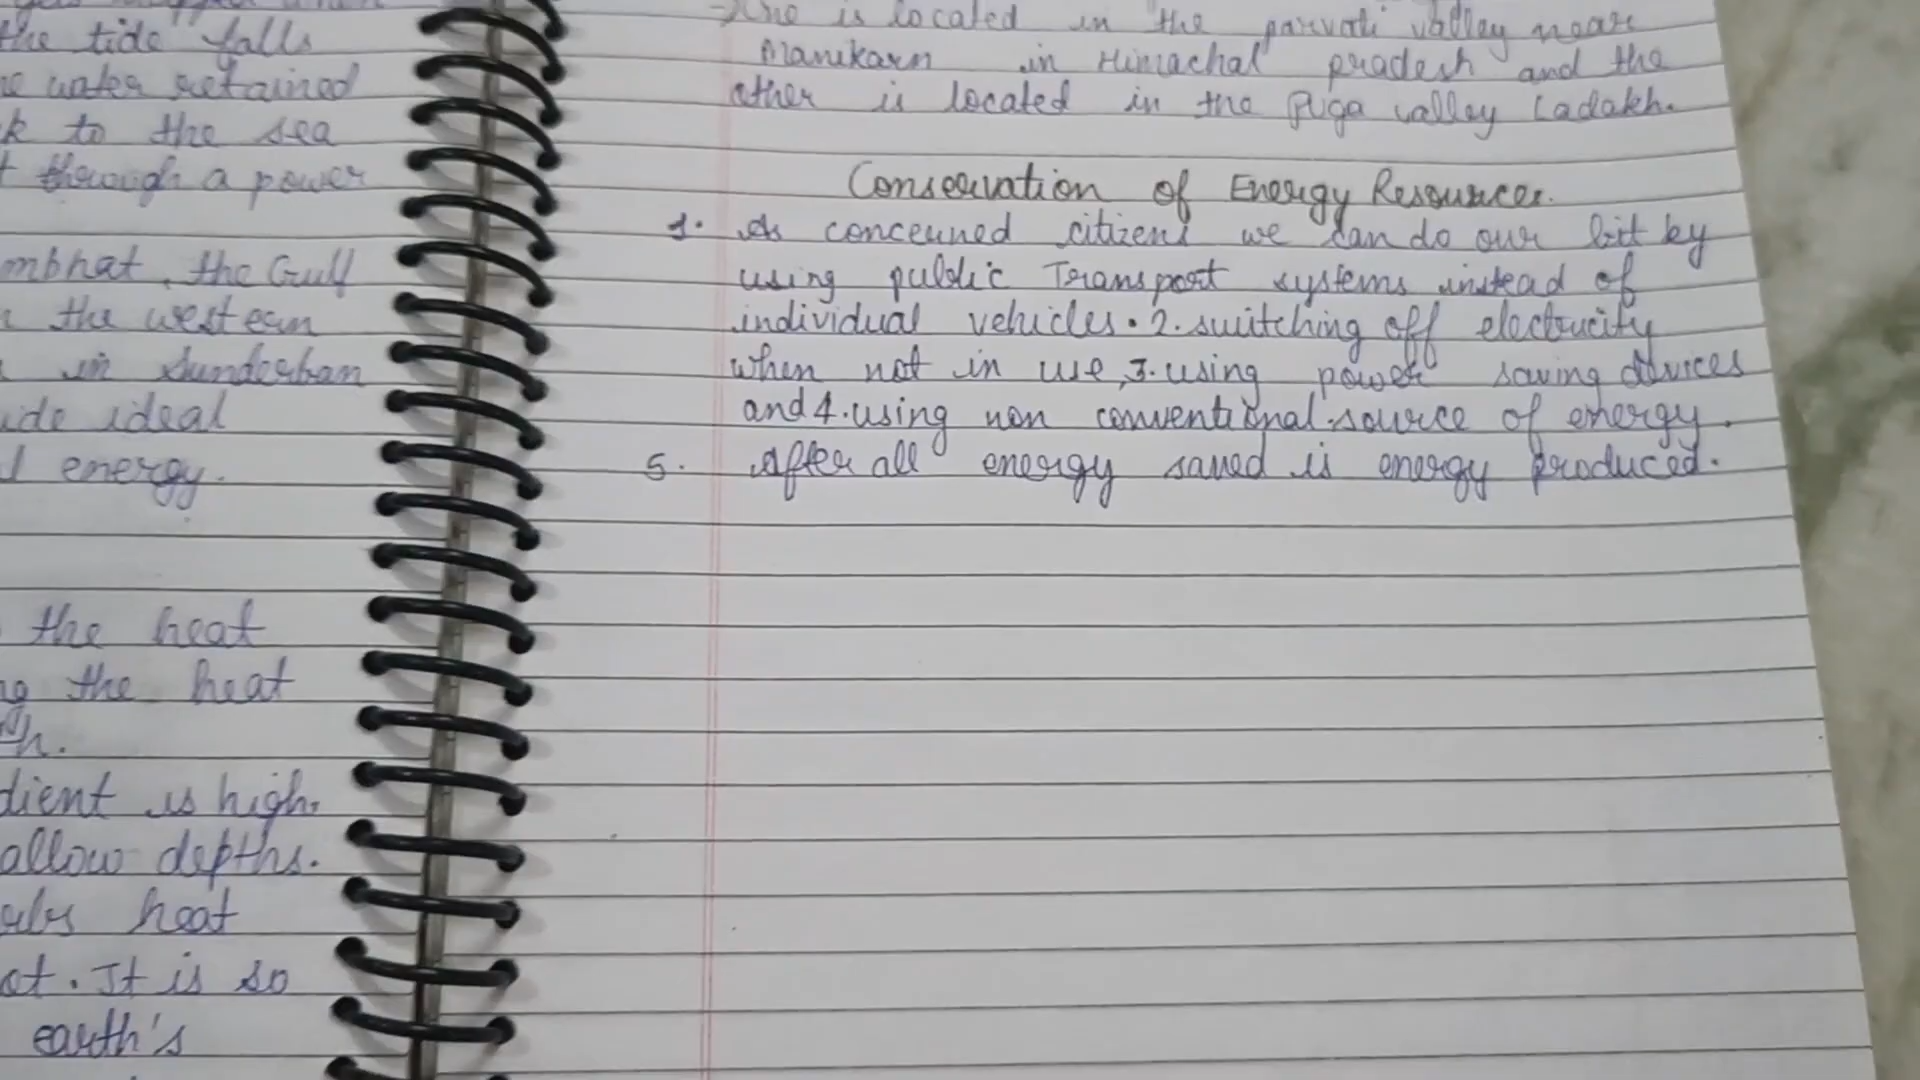 the tide falls
water retained
to the sea
through a power
mbhat, the Gulf
the western
in Sunderban
ide ideal
energy.
the heat
the heat
th.
dient is high.
allow depths.
heat
ot. It is so
earth's
-One is located in the parvati valley near
Manikarn in Himachal pradesh and the
other is located in the Puga valley Ladakh.
Conservation of Energy Resources.
1. As concerned citizens we can do our bit by
using public Transport systems instead of
individual vehicles. 2. switching off electricity
when not in use, 3. using power saving devices
and 4. using non conventional source of energy.
5. After all energy saved is energy produced.